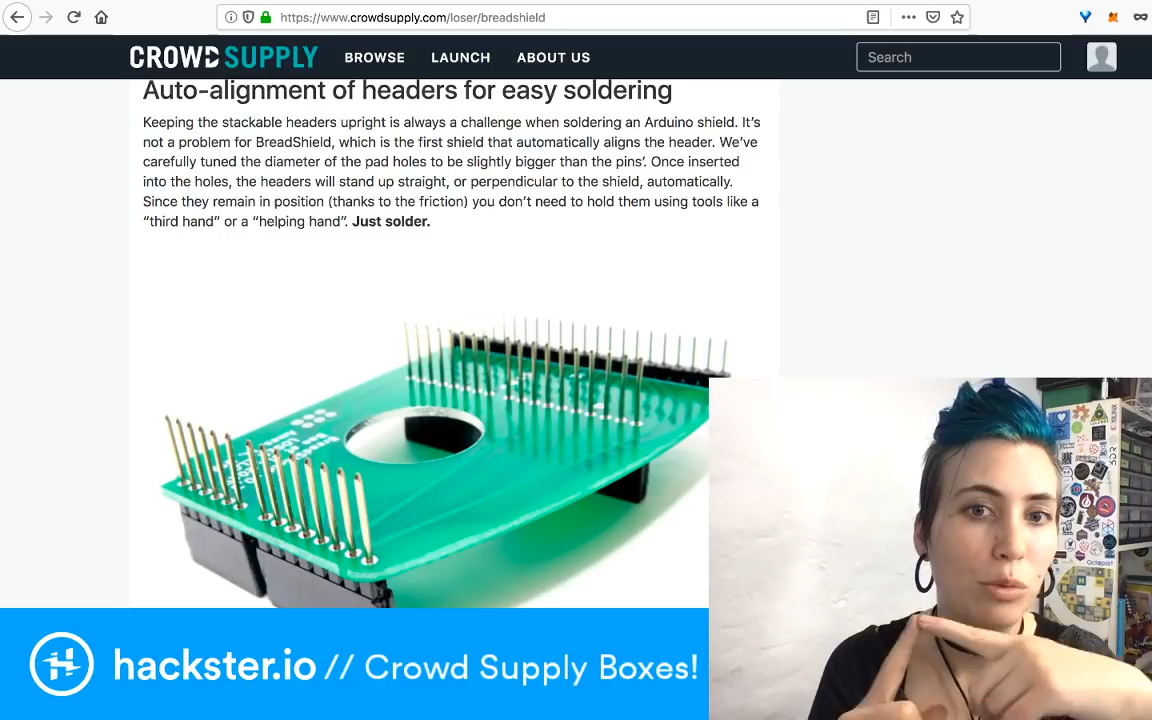 https://www.crowdsupply.com/loser/breadshield
CROWD SUPPLY BROWSE LAUNCH ABOUT US Search
Auto-alignment of headers for easy soldering
Keeping the stackable headers upright is always a challenge when soldering an Arduino shield. It’s
not a problem for BreadShield, which is the first shield that automatically aligns the header. We’ve
carefully tuned the diameter of the pad holes to be slightly bigger than the pins’. Once inserted
into the holes, the headers will stand up straight, or perpendicular to the shield, automatically.
Since they remain in position (thanks to the friction) you don’t need to hold them using tools like a
“third hand” or a “helping hand”. Just solder.
Octopart
hackster.io // Crowd Supply Boxes!